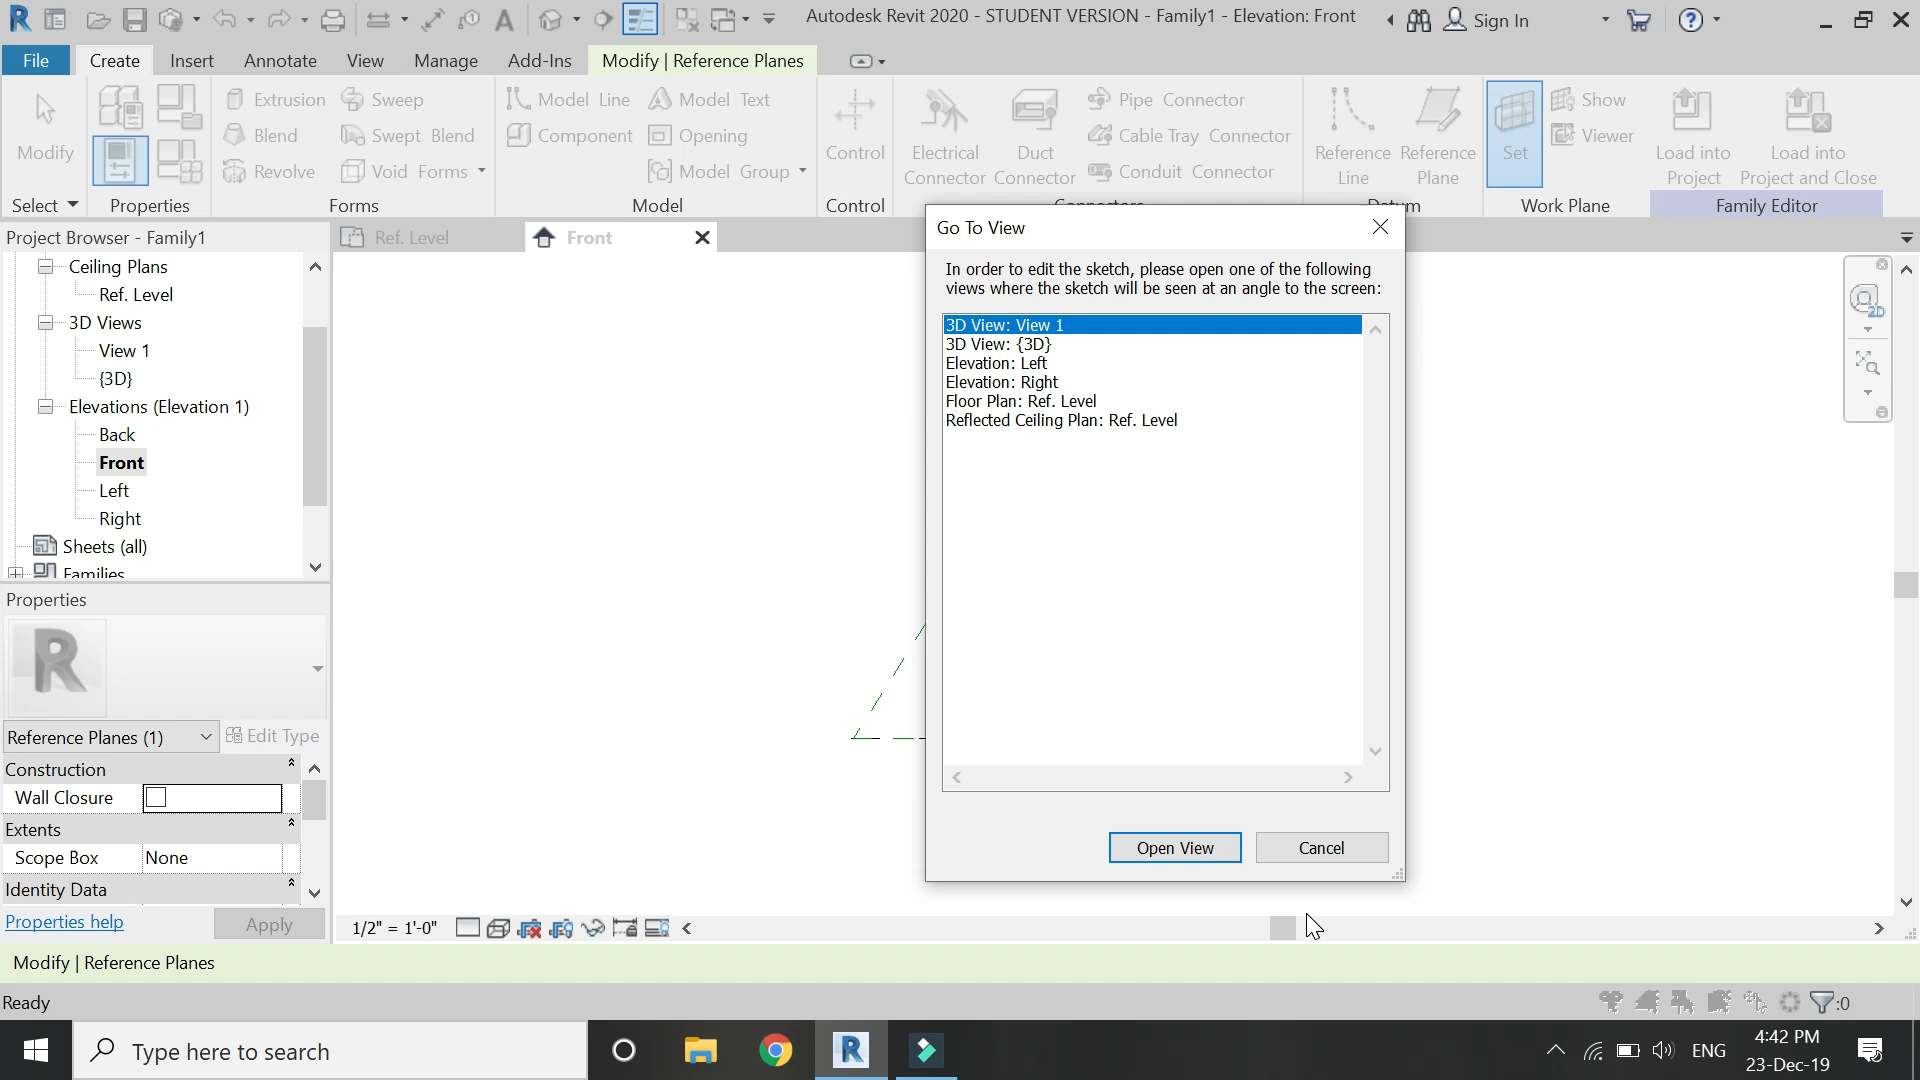 Autodesk Revit 2020 - STUDENT VERSION - Family1 - Elevation: Front
Sign In
File
Create
Insert
Annotate
View
Manage
Add-Ins
Modify | Reference Planes
Modify
Extrusion
Blend
Revolve
Sweep
Swept Blend
Void Forms
Model Line
Component
Model Text
Opening
Model Group
Control
Electrical
Connector
Duct
Connector
Pipe Connector
Cable Tray Connector
Conduit Connector
Reference
Line
Reference
Plane
Set
Show
Viewer
Load into
Project
Load into
Project and Close
Select
Properties
Forms
Model
Control
Connectors
Datum
Work Plane
Family Editor
Project Browser - Family1
Ref. Level
Front
Ceiling Plans
Ref. Level
3D Views
View 1
{3D}
Elevations (Elevation 1)
Back
Front
Left
Right
Sheets (all)
Families
Properties
R
Reference Planes (1)
Edit Type
Construction
Wall Closure
Extents
Scope Box
None
Identity Data
Properties help
Apply
Go To View
In order to edit the sketch, please open one of the following
views where the sketch will be seen at an angle to the screen:
3D View: View 1
3D View: {3D}
Elevation: Left
Elevation: Right
Floor Plan: Ref. Level
Reflected Ceiling Plan: Ref. Level
Open View
Cancel
2D
1/2" = 1'-0"
Modify | Reference Planes
Ready
:0
Type here to search
ENG
4:42 PM
23-Dec-19